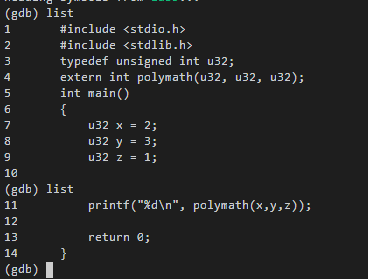 (gdb) list
1 #include <stdio.h>
2 #include <stdlib.h>
3 typedef unsigned int u32;
4 extern int polymath(u32, u32, u32);
5 int main()
6 {
7 u32 x = 2;
8 u32 y = 3;
9 u32 z = 1;
10
(gdb) list
11 printf("%d\n", polymath(x,y,z));
12
13 return 0;
14 }
(gdb)